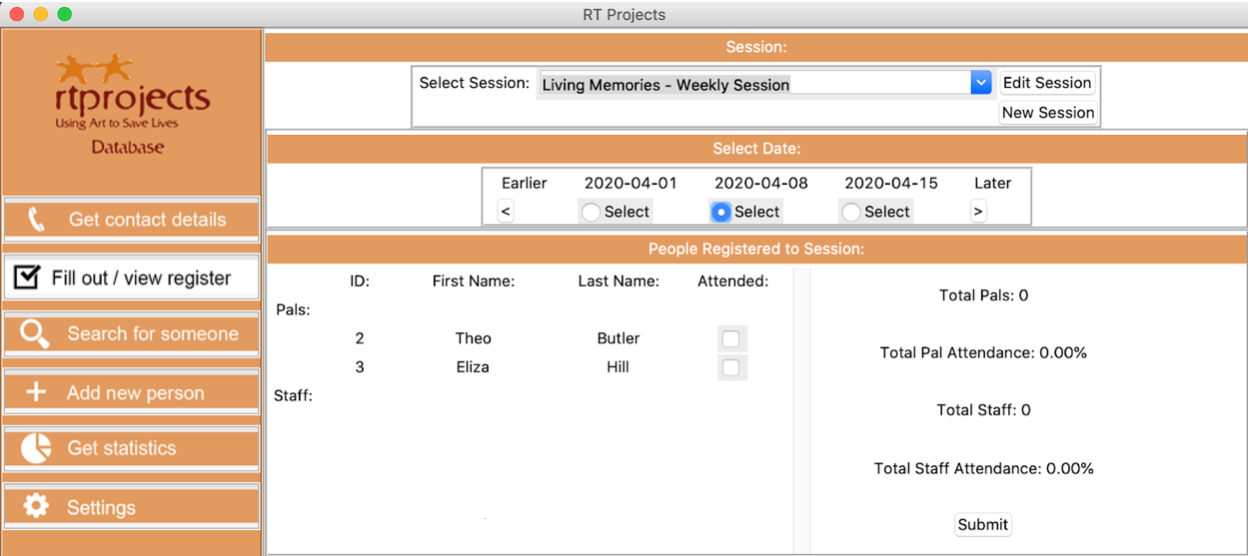 RT Projects
rtprojects
Using Art to Save Lives
Database
Get contact details
Fill out / view register
Search for someone
Add new person
Get statistics
Settings
Session:
Select Session: Living Memories - Weekly Session Edit Session
New Session
Select Date:
Earlier 2020-04-01 2020-04-08 2020-04-15 Later
< Select Select Select >
People Registered to Session:
ID: First Name: Last Name: Attended:
Pals:
2 Theo Butler
3 Eliza Hill
Staff:
Total Pals: 0
Total Pal Attendance: 0.00%
Total Staff: 0
Total Staff Attendance: 0.00%
Submit